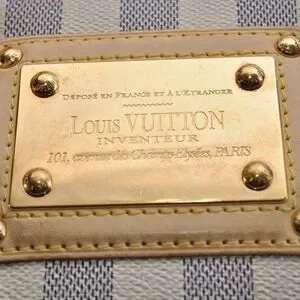 DÉPOSÉ EN FRANCE ET À L'ÉTRANGER
LOUIS VUITTON
INVENTEUR
101, avenue des Champs-Elysées, PARIS